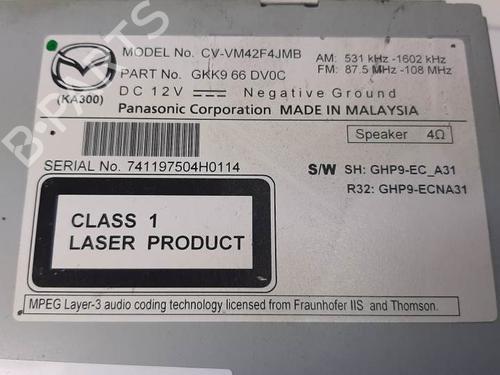 MODEL No. CV-VM42F4JMB
AM: 531 kHz -1602 kHz
FM: 87.5 MHz -108 MHz
PART No. GKK9 66 DV0C
(KA300)
DC 12V Negative Ground
Panasonic Corporation MADE IN MALAYSIA
Speaker 4Ω
SERIAL No. 741197504H0114
S/W SH: GHP9-EC_A31
R32: GHP9-ECNA31
CLASS 1
LASER PRODUCT
MPEG Layer-3 audio coding technology licensed from Fraunhofer IIS and Thomson.
B-PARTS